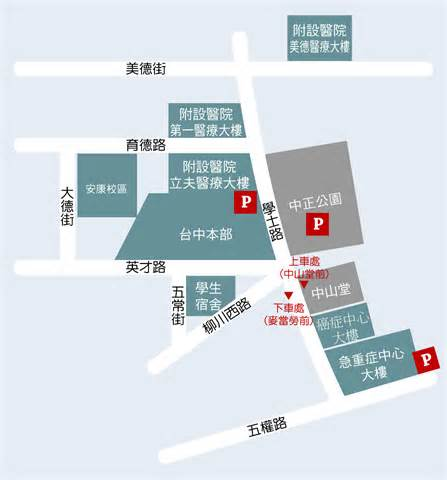 附設醫院
美德醫療大樓
美德街
附設醫院
第一醫療大樓
育德路
附設醫院
立夫醫療大樓
安康校區
大德街
P
中正公園
P
學士路
台中本部
英才路
上車處
(中山堂前)
學生
宿舍
五常街
柳川西路
中山堂
下車處
(麥當勞前)
癌症中心
大樓
急重症中心
大樓
P
五權路